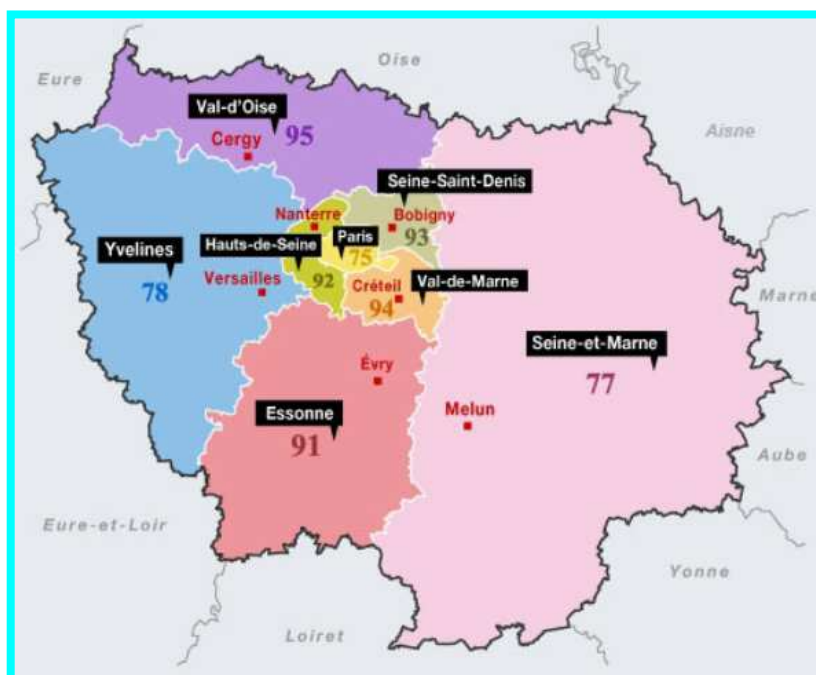 Oise
Eure
Val-d'Oise
95
Aisne
Cergy
Seine-Saint-Denis
Nanterre
Bobigny
Paris
93
Yvelines
Hauts-de-Seine
75
78
Versailles
92
Créteil
Val-de-Marne
94
Marne
Seine-et-Marne
77
Évry
Essonne
Melun
91
Aube
Eure-et-Loir
Yonne
Loiret